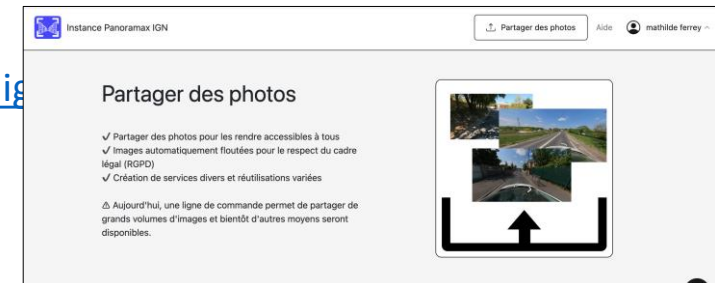 Instance Panoramax IGN
Partager des photos
Aide
mathilde ferrey
Partager des photos
✓ Partager des photos pour les rendre accessibles à tous
✓ Images automatiquement floutées pour le respect du cadre
légal (RGPD)
✓ Création de services divers et réutilisations variées
⚠ Aujourd'hui, une ligne de commande permet de partager de
grands volumes d'images et bientôt d'autres moyens seront
disponibles.